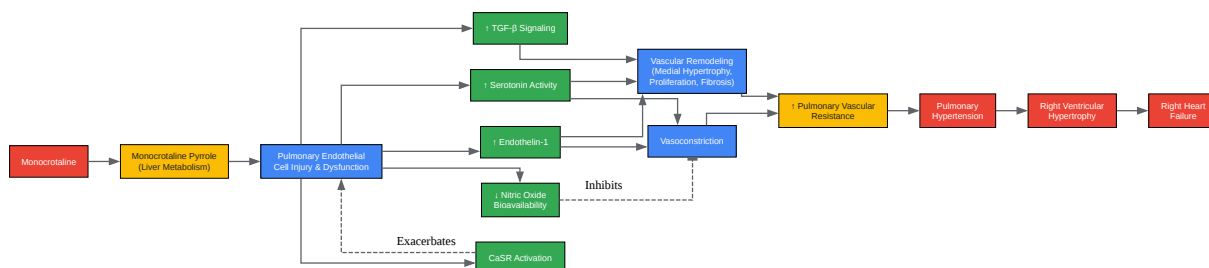 ↑ TGF-β Signaling
Vascular Remodeling
(Medial Hypertrophy,
Proliferation, Fibrosis)
↑ Serotonin Activity
↑ Pulmonary Vascular
Resistance
Pulmonary
Hypertension
Right Ventricular
Hypertrophy
Right Heart
Failure
↑ Endothelin-1
Vasoconstriction
Monocrotaline
Monocrotaline Pyrrole
(Liver Metabolism)
Pulmonary Endothelial
Cell Injury & Dysfunction
↓ Nitric Oxide
Bioavailability
Inhibits
Exacerbates
CaSR Activation